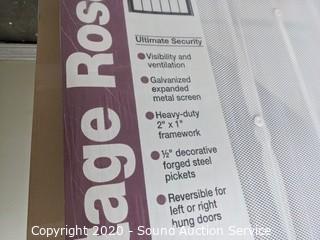 age Ros
Ultimate Security
• Visibility and
ventilation
• Galvanized
expanded
metal screen
• Heavy-duty
2" x 1"
framework
• ½" decorative
forged steel
pickets
• Reversible for
left or right
hung doors
Copyright 2020 - Sound Auction Service